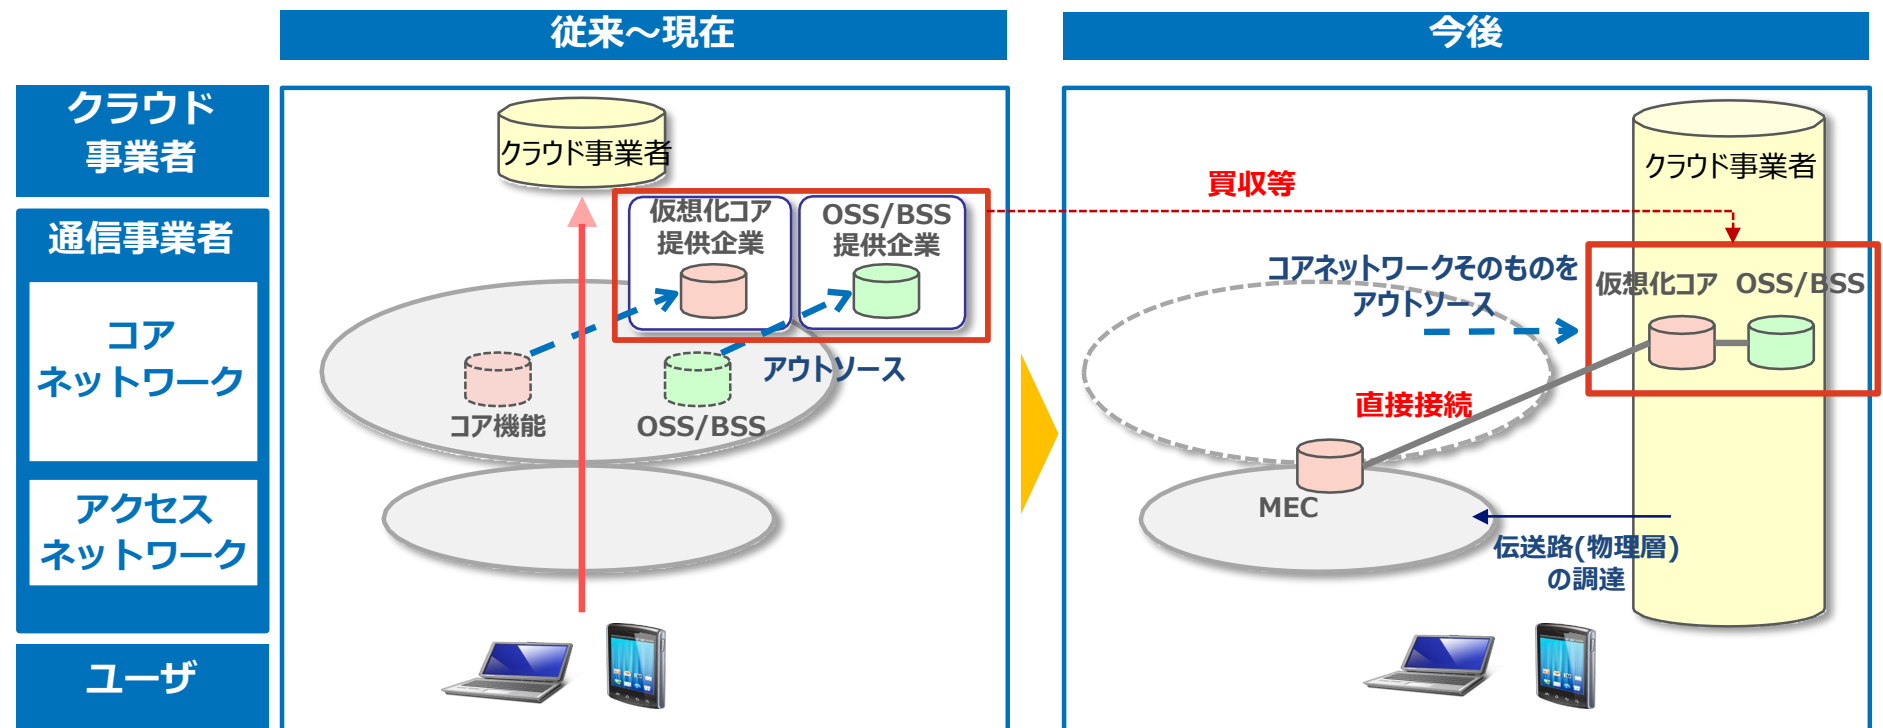 従来～現在
今後
クラウド
事業者
通信事業者
コア
ネットワーク
アクセス
ネットワーク
ユーザ
クラウド事業者
仮想化コア
提供企業
OSS/BSS
提供企業
アウトソース
コア機能
OSS/BSS
買収等
クラウド事業者
コアネットワークそのものを
アウトソース
仮想化コア
OSS/BSS
直接接続
MEC
伝送路(物理層)
の調達